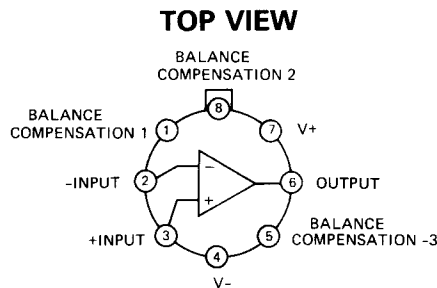 TOP VIEW
BALANCE
COMPENSATION 2
8
BALANCE
COMPENSATION 1
1
7
V+
-INPUT
2
−
6
OUTPUT
+
+INPUT
3
5
BALANCE
COMPENSATION -3
4
V-